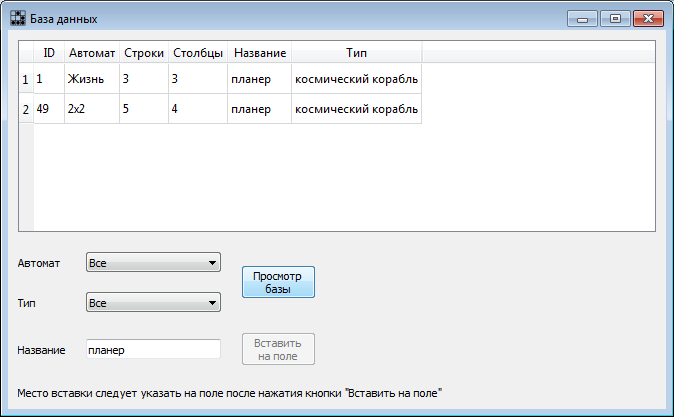 База данных
ID Автомат Строки Столбцы Название Тип
1 1 Жизнь 3 3 планер космический корабль
2 49 2x2 5 4 планер космический корабль
Автомат Все
Просмотр
базы
Тип Все
Название планер
Вставить
на поле
Место вставки следует указать на поле после нажатия кнопки "Вставить на поле"